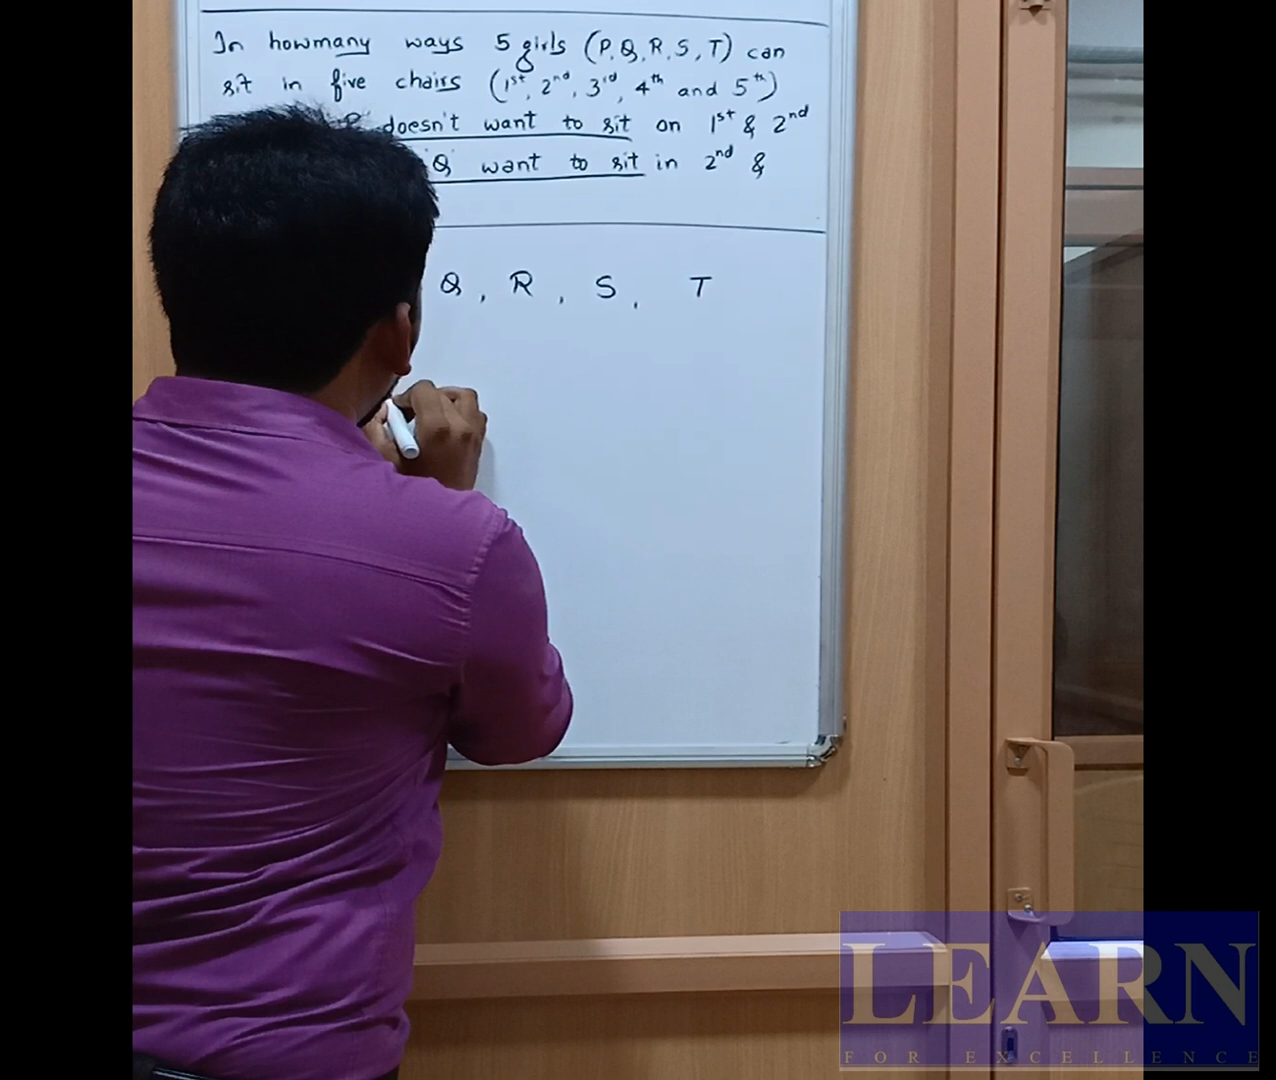 In howmany ways 5 girls (P, Q, R, S, T) can
sit in five chairs (1st, 2nd, 3rd, 4th and 5th)
doesn't want to sit on 1st & 2nd
'Q' want to sit in 2nd &
Q, R, S, T
LEARN
FOR EXCELLENCE